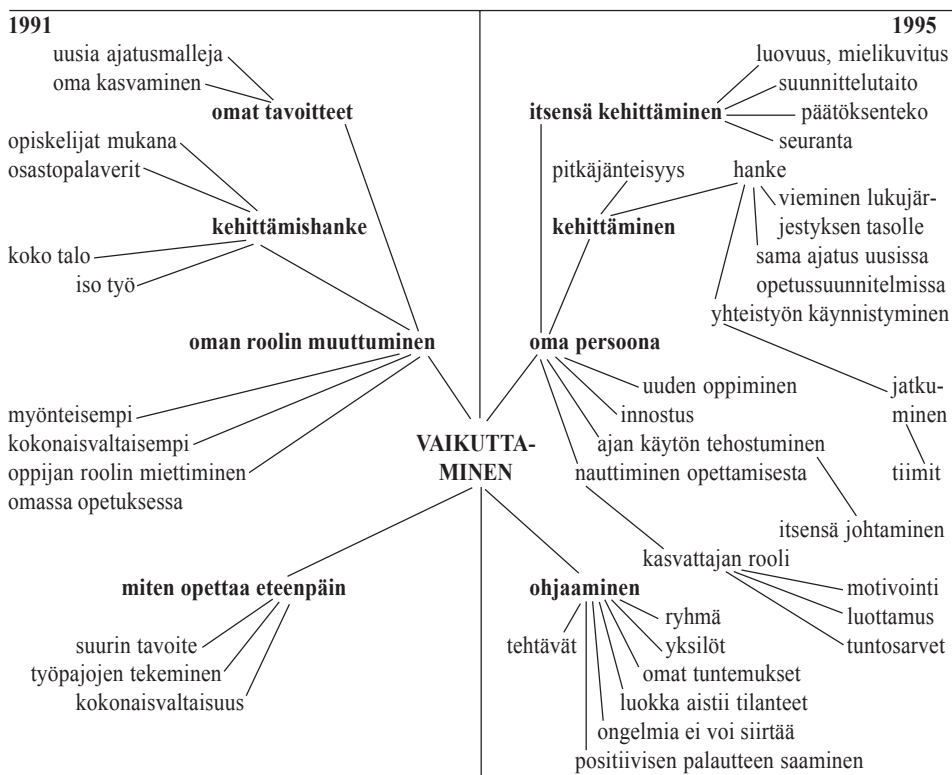 1991
uusia ajatusmalleja
oma kasvaminen
omat tavoitteet
opiskelijat mukana
osastopalaverit
kehittämishanke
koko talo
iso työ
oman roolin muuttuminen
myönteisempi
kokonaisvaltaisempi
oppijan roolin miettiminen
omassa opetuksessa
miten opettaa eteenpäin
suurin tavoite
työpajojen tekeminen
kokonaisvaltaisuus
VAIKUTTA-
MINEN
1995
luovuus, mielikuvitus
suunnittelutaito
itsensä kehittäminen
päätöksenteko
seuranta
pitkäjänteisyys
hanke
vieminen lukujär-
jestyksen tasolle
kehittäminen
sama ajatus uusissa
opetussuunnitelmissa
yhteistyön käynnistyminen
oma persoona
uuden oppiminen
jatku-
minen
innostus
ajan käytön tehostuminen
nauttiminen opettamisesta
tiimit
itsensä johtaminen
kasvattajan rooli
motivointi
luottamus
tuntosarvet
ohjaaminen
ryhmä
tehtävät
yksilöt
omat tuntemukset
luokka aistii tilanteet
ongelmia ei voi siirtää
positiivisen palautteen saaminen